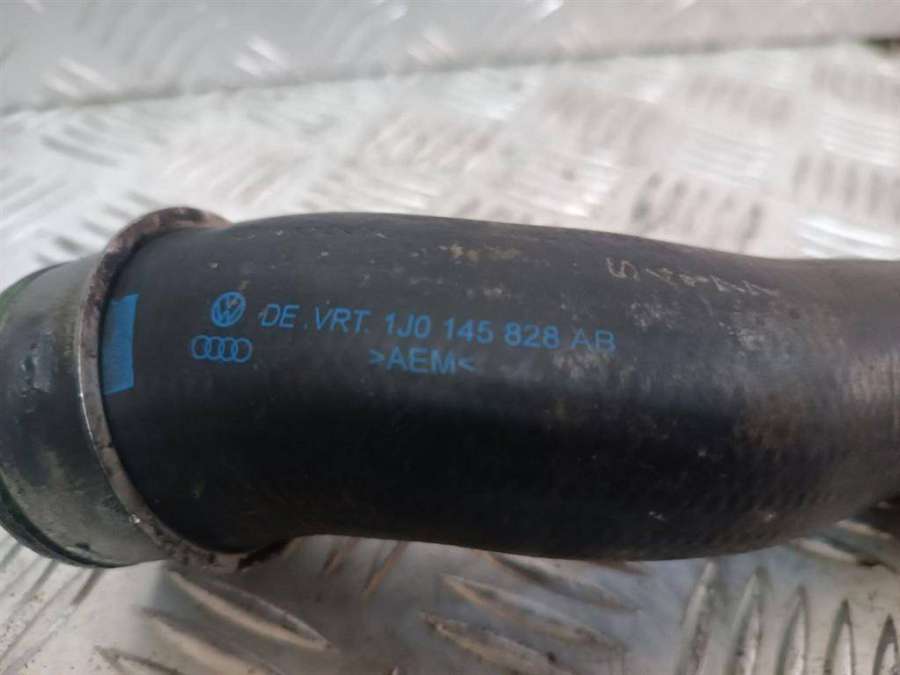 DE .VRT. 1J0 145 828 AB
>AEM<